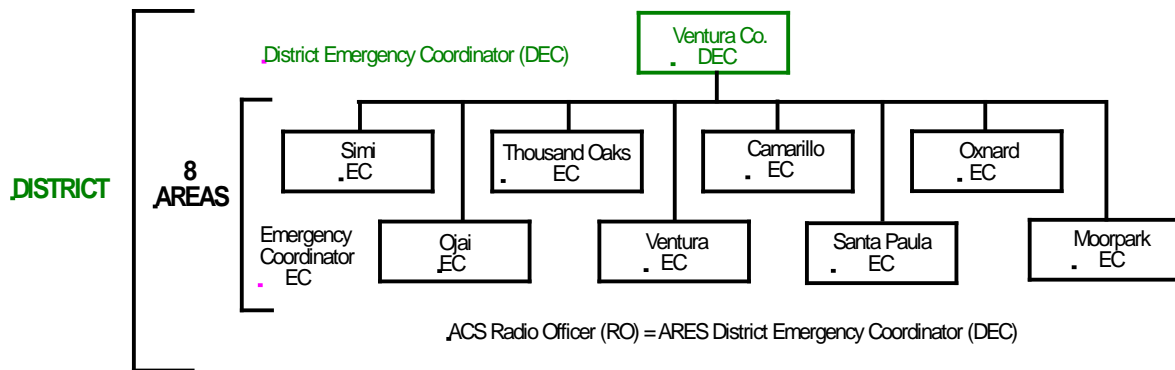 District Emergency Coordinator (DEC)
Ventura Co.
DEC
Simi
EC
Thousand Oaks
EC
Camarillo
EC
Oxnard
EC
8
AREAS
DISTRICT
Emergency
Coordinator
EC
Ojai
EC
Ventura
EC
Santa Paula
EC
Moorpark
EC
ACS Radio Officer (RO) = ARES District Emergency Coordinator (DEC)